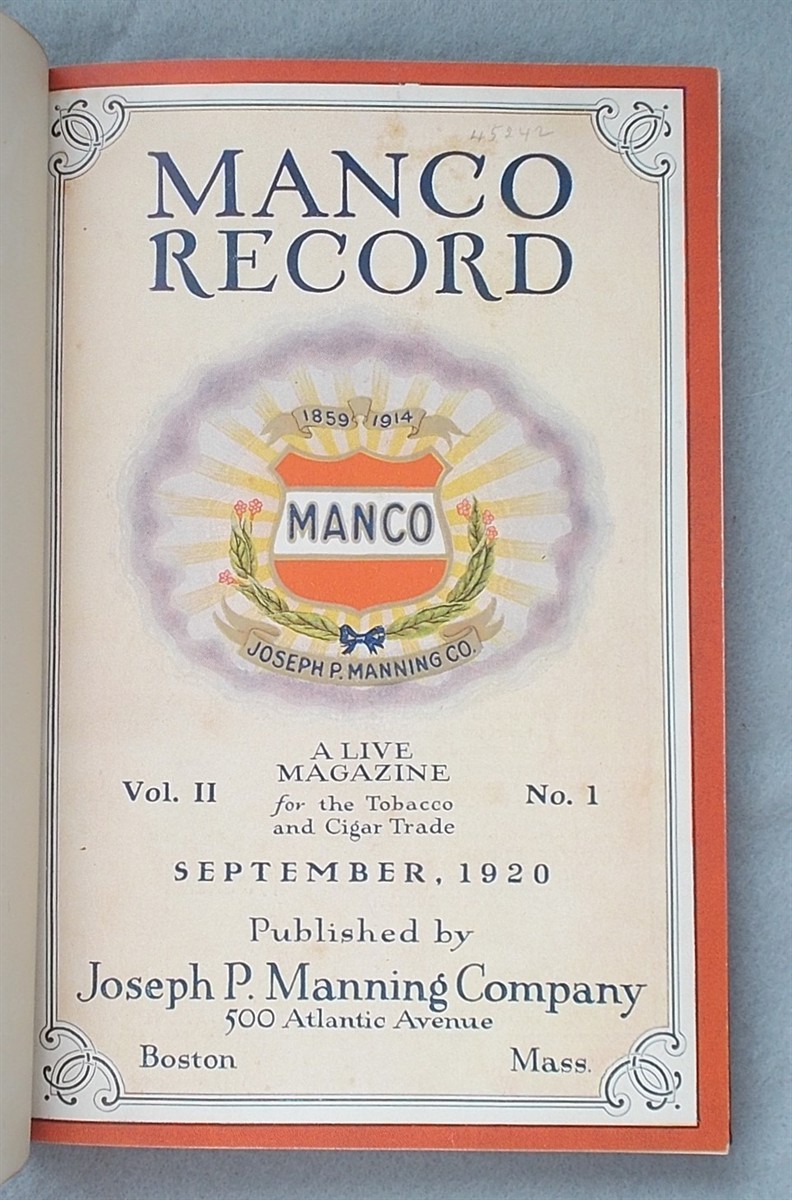 45242
MANCO
RECORD
1859 1914
MANCO
JOSEPH P. MANNING CO.
A LIVE
MAGAZINE
for the Tobacco
and Cigar Trade
Vol. II
No. 1
SEPTEMBER, 1920
Published by
Joseph P. Manning Company
500 Atlantic Avenue
Boston Mass.